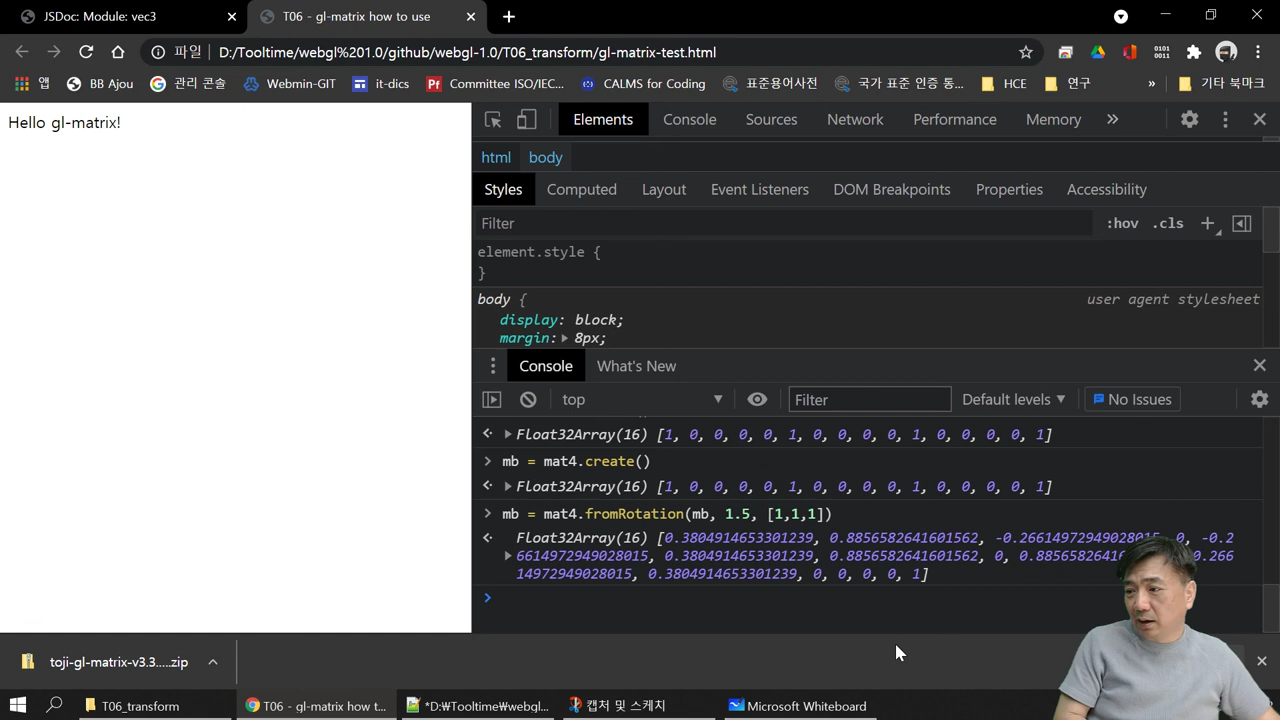 JSDoc: Module: vec3
T06 - gl-matrix how to use
파일 D:/Tooltime/webgl%201.0/github/webgl-1.0/T06_transform/gl-matrix-test.html
앱 BB Ajou 관리 콘솔 Webmin-GIT it-dics Committee ISO/IEC... CALMS for Coding 표준용어사전 국가 표준 인증 통... HCE 연구 » 기타 북마크
Hello gl-matrix!
Elements Console Sources Network Performance Memory »
html body
Styles Computed Layout Event Listeners DOM Breakpoints Properties Accessibility
Filter :hov .cls +
element.style {
}
body { user agent stylesheet
display: block;
margin: 8px;
Console What's New
top Filter Default levels No Issues
Float32Array(16) [1, 0, 0, 0, 0, 1, 0, 0, 0, 0, 1, 0, 0, 0, 0, 1]
> mb = mat4.create()
Float32Array(16) [1, 0, 0, 0, 0, 1, 0, 0, 0, 0, 1, 0, 0, 0, 0, 1]
> mb = mat4.fromRotation(mb, 1.5, [1,1,1])
Float32Array(16) [0.3804914653301239, 0.8856582641601562, -0.26614972949028015, 0, -0.2
6614972949028015, 0.3804914653301239, 0.8856582641601562, 0, 0.88565826416 266
14972949028015, 0.3804914653301239, 0, 0, 0, 0, 1]
>
toji-gl-matrix-v3.3.....zip
T06_transform T06 - gl-matrix how t... *D:₩Tooltime₩webgl... 캡처 및 스케치 Microsoft Whiteboard